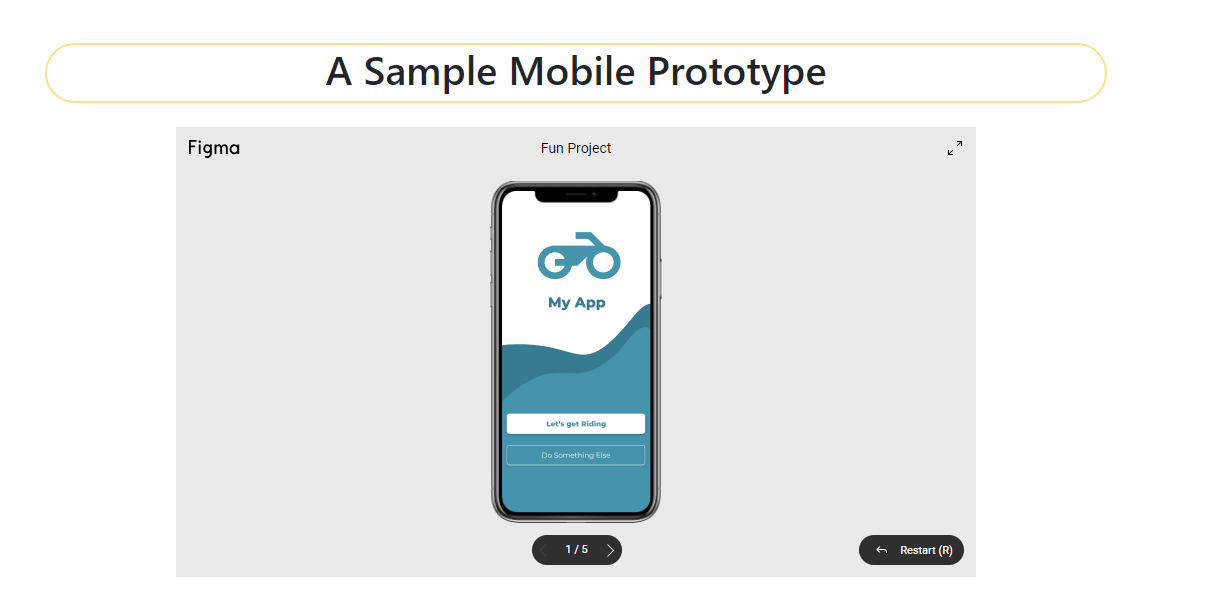 A Sample Mobile Prototype
Figma
Fun Project
My App
Let's get Riding
Do Something Else
1 / 5
Restart (R)